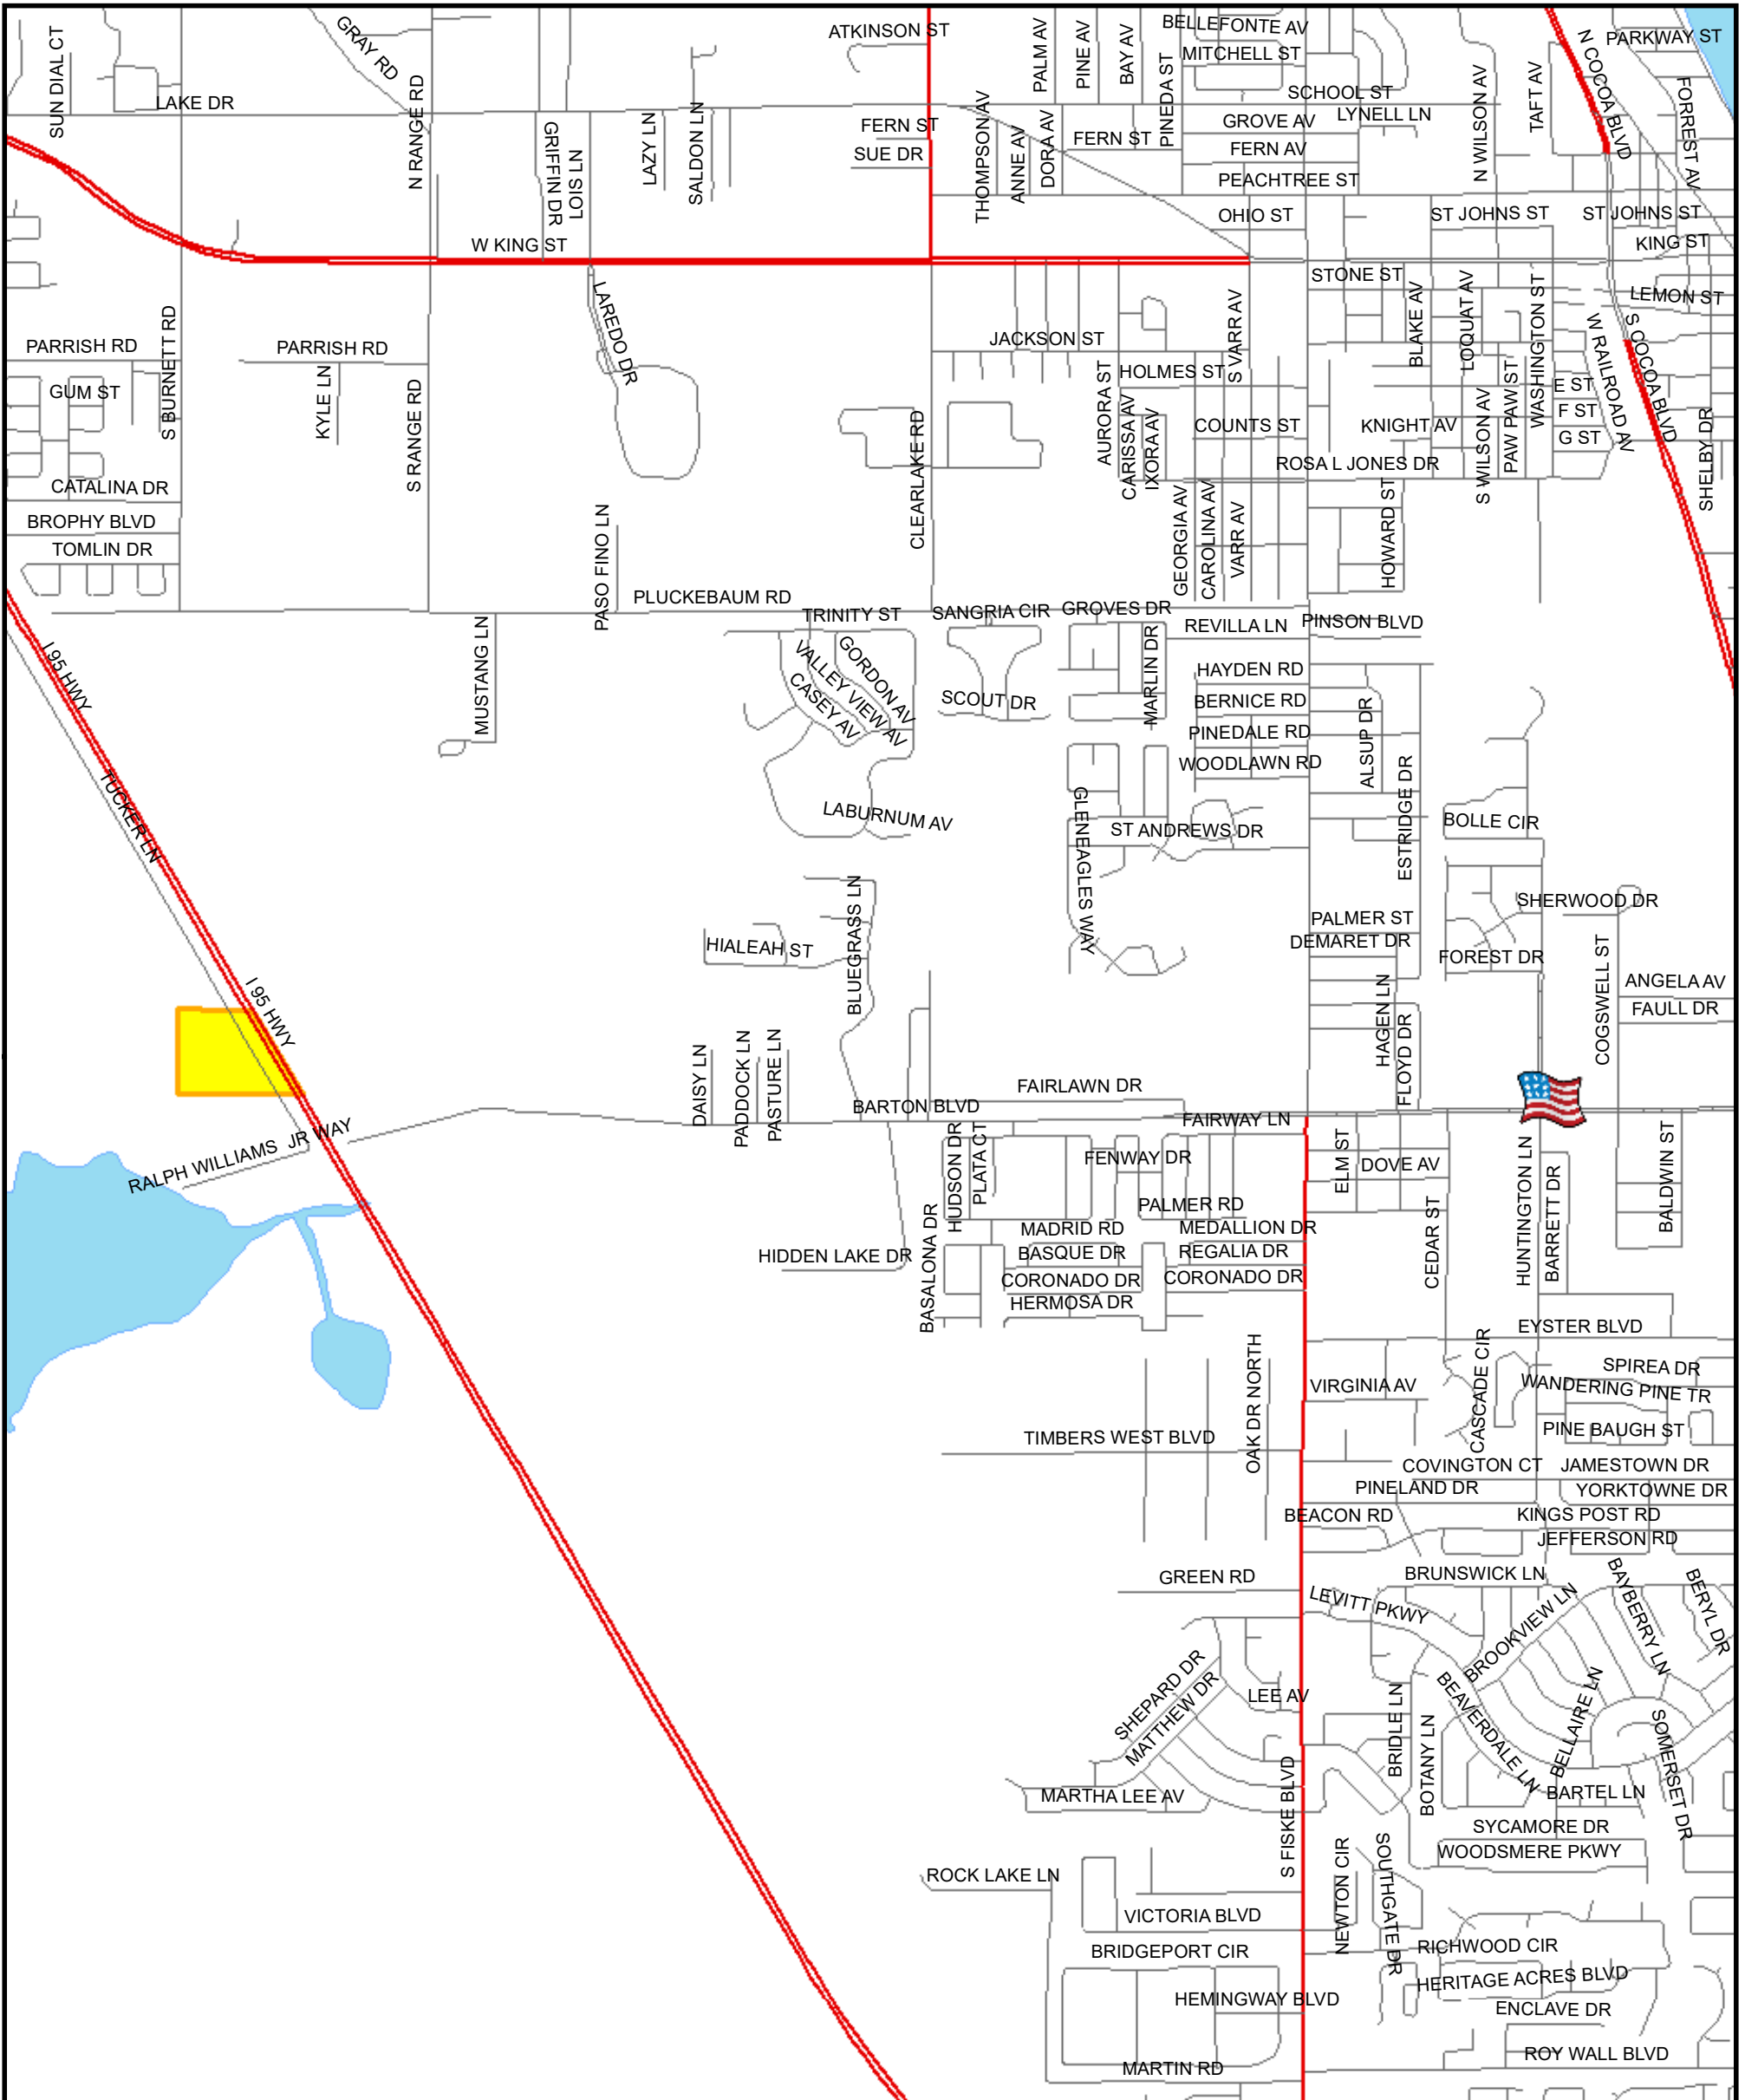 SUN DIAL CT
GRAY RD
ATKINSON ST
PALM AV
PINE AV
BAY AV
BELLEFONTE AV
MITCHELL ST
PINEDA ST
N COCOA BLVD
PARKWAY ST
LAKE DR
N RANGE RD
SCHOOL ST
N WILSON AV
TAFT AV
FORREST AV
GRIFFIN DR
LOIS LN
LAZY LN
SALDON LN
FERN ST
SUE DR
THOMPSON AV
ANNE AV
DORA AV
FERN ST
GROVE AV
LYNELL LN
FERN AV
PEACHTREE ST
OHIO ST
ST JOHNS ST
ST JOHNS ST
W KING ST
KING ST
STONE ST
LEMON ST
LAREDO DR
S BURNETT RD
PARRISH RD
PARRISH RD
JACKSON ST
S VARR AV
BLAKE AV
LOQUAT AV
WASHINGTON ST
W RAILROAD AV
S COCOA BLVD
GUM ST
KYLE LN
S RANGE RD
HOLMES ST
AURORA ST
CARISSA AV
IXORA AV
COUNTS ST
KNIGHT AV
S WILSON AV
PAW PAW ST
E ST
F ST
G ST
SHELBY DR
CLEARLAKE RD
ROSA L JONES DR
CATALINA DR
BROPHY BLVD
TOMLIN DR
PASO FINO LN
GEORGIA AV
CAROLINA AV
VARR AV
HOWARD ST
PLUCKEBAUM RD
TRINITY ST
SANGRIA CIR
GROVES DR
REVILLA LN
PINSON BLVD
I 95 HWY
MUSTANG LN
VALLEY VIEW AV
GORDON AV
CASEY AV
SCOUT DR
MARLIN DR
HAYDEN RD
BERNICE RD
PINEDALE RD
WOODLAWN RD
ALSUP DR
ESTRIDGE DR
TUCKER LN
LABURNUM AV
GLENEAGLES WAY
ST ANDREWS DR
BOLLE CIR
BLUEGRASS LN
HIALEAH ST
SHERWOOD DR
PALMER ST
DEMARET DR
FOREST DR
COGSWELL ST
ANGELA AV
FAULL DR
I 95 HWY
HAGEN LN
FLOYD DR
DAISY LN
PADDOCK LN
PASTURE LN
FAIRLAWN DR
BARTON BLVD
FAIRWAY LN
RALPH WILLIAMS JR WAY
HUDSON DR
PLATA CT
FENWAY DR
ELM ST
DOVE AV
HUNTINGTON LN
BARRETT DR
BALDWIN ST
PALMER RD
MADRID RD
MEDALLION DR
HIDDEN LAKE DR
BASALONA DR
BASQUE DR
REGALIA DR
CEDAR ST
CORONADO DR
CORONADO DR
HERMOSA DR
EYSTER BLVD
OAK DR NORTH
CASCADE CIR
SPIREA DR
VIRGINIA AV
WANDERING PINE TR
PINE BAUGH ST
TIMBERS WEST BLVD
COVINGTON CT
JAMESTOWN DR
PINELAND DR
YORKTOWNE DR
BEACON RD
KINGS POST RD
JEFFERSON RD
GREEN RD
BRUNSWICK LN
LEVITT PKWY
BROOKVIEW LN
BAYBERRY LN
BERYL DR
SHEPARD DR
MATTHEW DR
LEE AV
BRIDLE LN
BOTANY LN
BEAVERDALE LN
BELLAIRE LN
SOMERSET DR
MARTHA LEE AV
S FISKE BLVD
BARTEL LN
SYCAMORE DR
WOODSMERE PKWY
ROCK LAKE LN
NEWTON CIR
SOUTHGATE DR
VICTORIA BLVD
BRIDGEPORT CIR
RICHWOOD CIR
HERITAGE ACRES BLVD
HEMINGWAY BLVD
ENCLAVE DR
MARTIN RD
ROY WALL BLVD